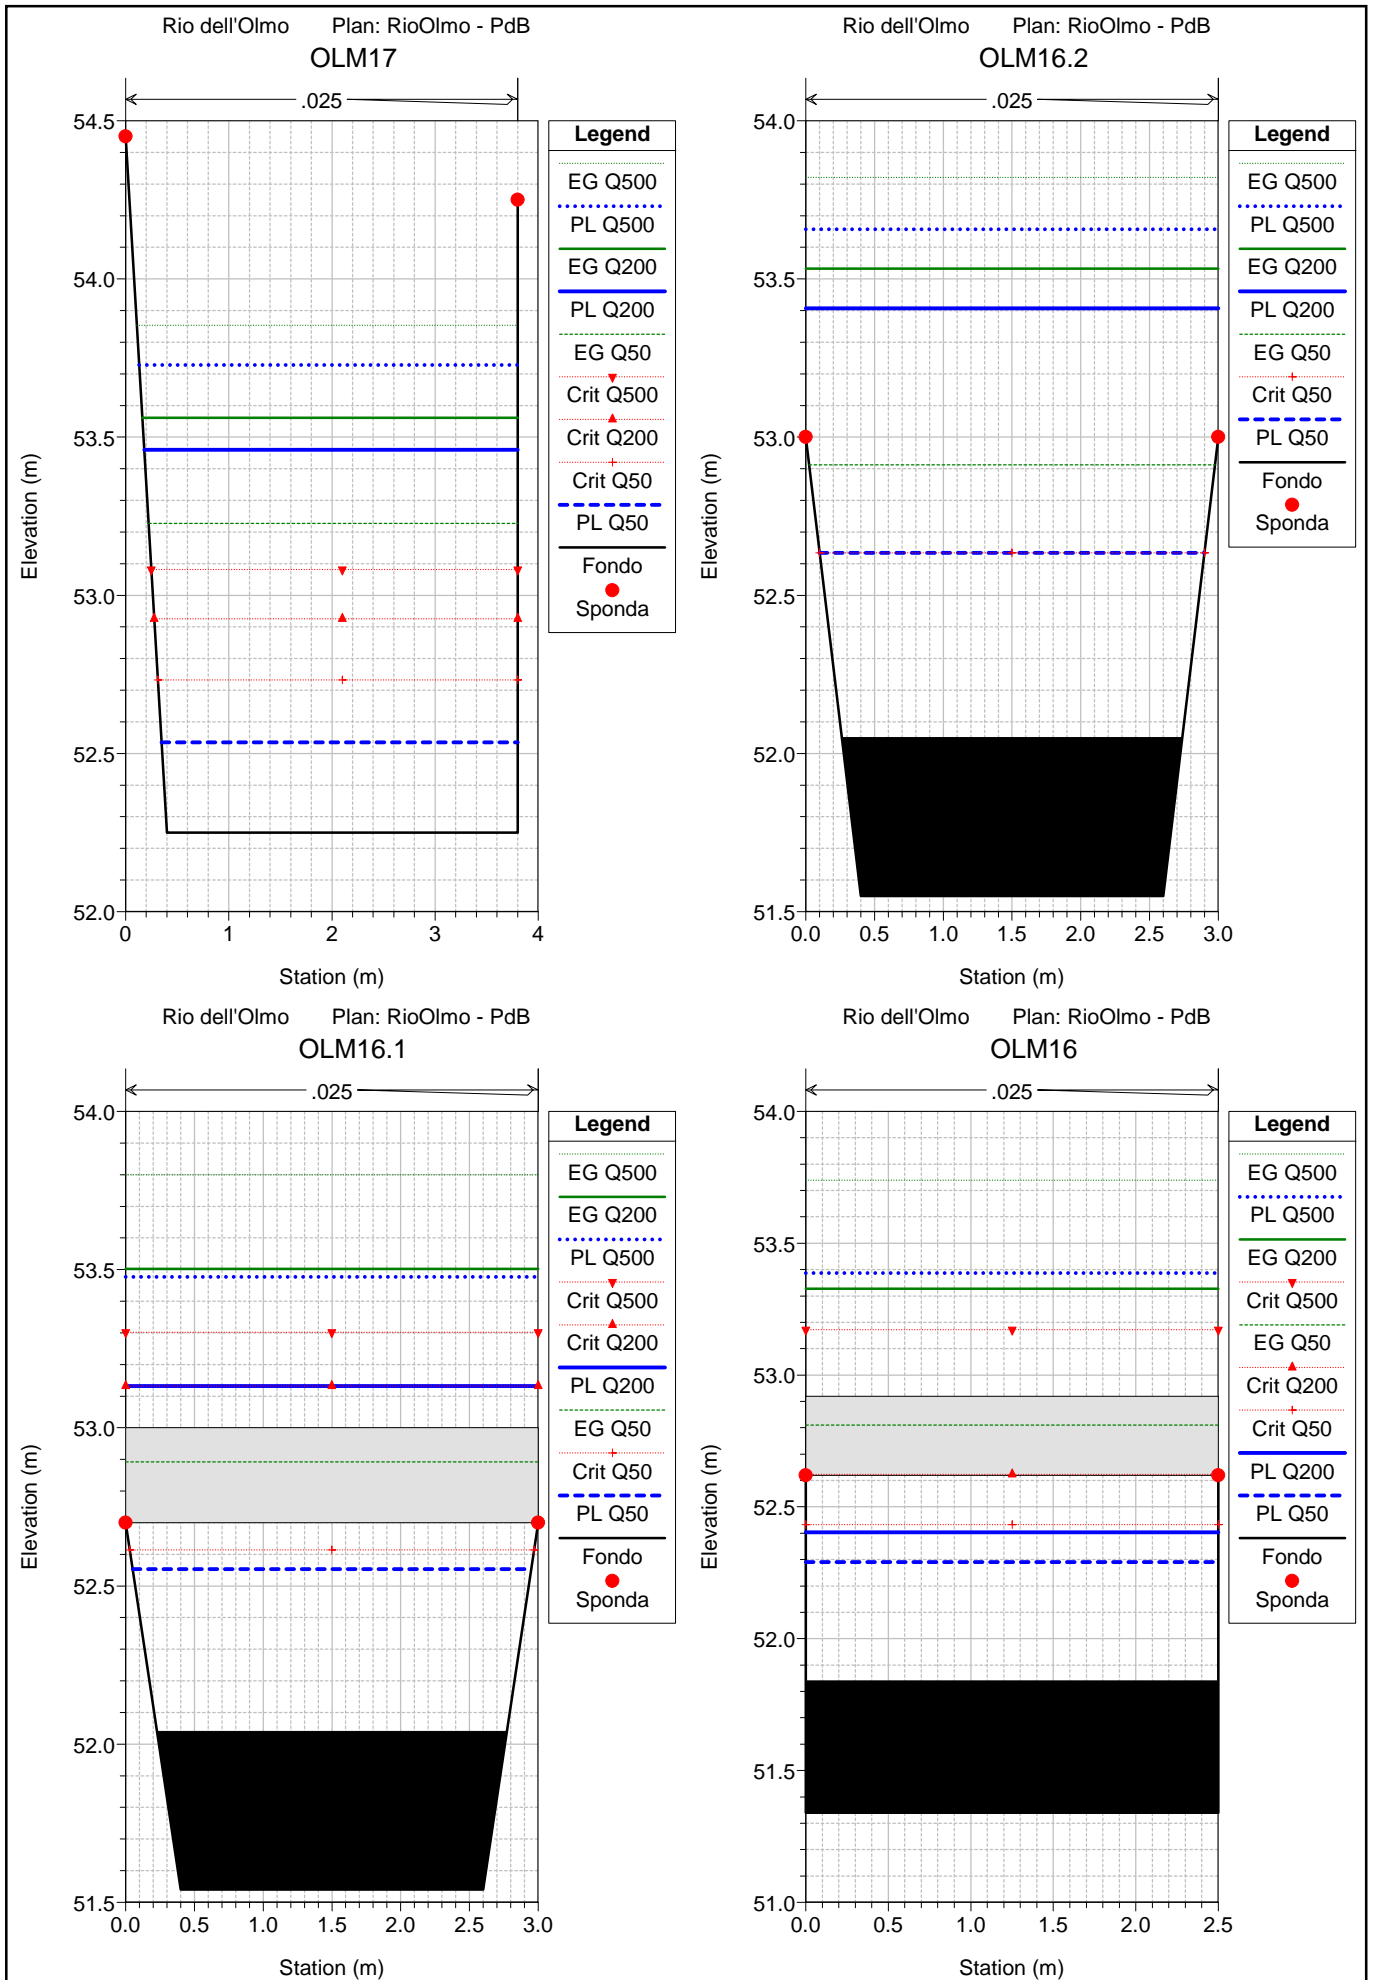 Rio dell'Olmo Plan: RioOlmo - PdB
OLM17
.025
54.5
54.0
53.5
53.0
52.5
52.0
0 1 2 3 4
Station (m)
Elevation (m)
Legend
EG Q500
PL Q500
EG Q200
PL Q200
EG Q50
Crit Q500
Crit Q200
Crit Q50
PL Q50
Fondo
Sponda
Rio dell'Olmo Plan: RioOlmo - PdB
OLM16.2
.025
54.0
53.5
53.0
52.5
52.0
51.5
0.0 0.5 1.0 1.5 2.0 2.5 3.0
Station (m)
Elevation (m)
Legend
EG Q500
PL Q500
EG Q200
PL Q200
EG Q50
Crit Q50
PL Q50
Fondo
Sponda
Rio dell'Olmo Plan: RioOlmo - PdB
OLM16.1
.025
54.0
53.5
53.0
52.5
52.0
51.5
0.0 0.5 1.0 1.5 2.0 2.5 3.0
Station (m)
Elevation (m)
Legend
EG Q500
EG Q200
PL Q500
Crit Q500
Crit Q200
PL Q200
EG Q50
Crit Q50
PL Q50
Fondo
Sponda
Rio dell'Olmo Plan: RioOlmo - PdB
OLM16
.025
54.0
53.5
53.0
52.5
52.0
51.5
51.0
0.0 0.5 1.0 1.5 2.0 2.5
Station (m)
Elevation (m)
Legend
EG Q500
PL Q500
EG Q200
Crit Q500
EG Q50
Crit Q200
Crit Q50
PL Q200
PL Q50
Fondo
Sponda